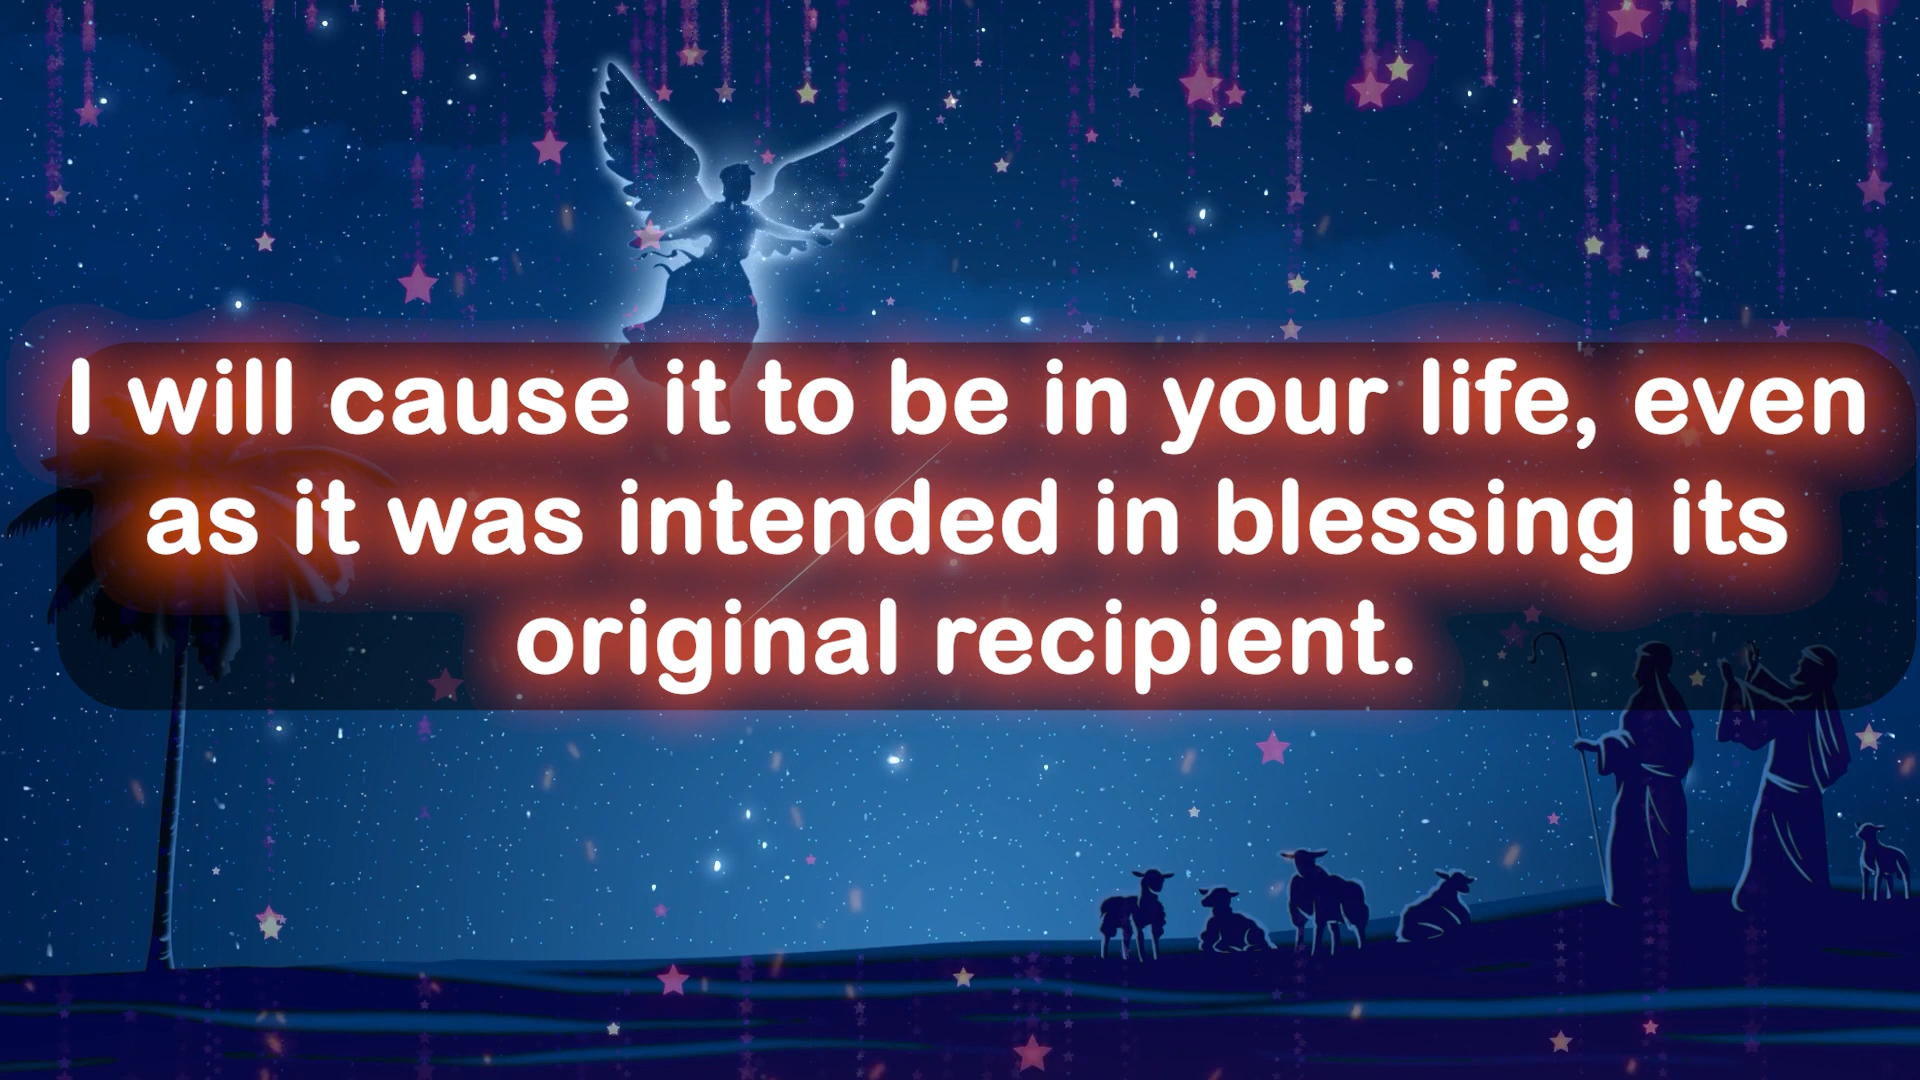 I will cause it to be in your life, even
as it was intended in blessing its
original recipient.